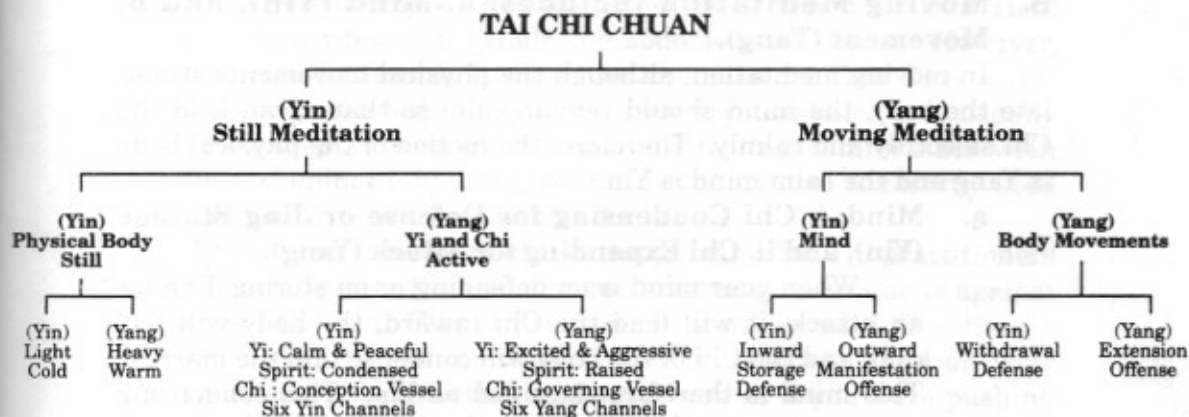 TAI CHI CHUAN
(Yin)
Still Meditation
(Yang)
Moving Meditation
(Yin)
Physical Body
Still
(Yang)
Yi and Chi
Active
(Yin)
Mind
(Yang)
Body Movements
(Yin)
Light
Cold
(Yang)
Heavy
Warm
(Yin)
Yi: Calm & Peaceful
Spirit: Condensed
Chi : Conception Vessel
Six Yin Channels
(Yang)
Yi: Excited & Aggressive
Spirit: Raised
Chi: Governing Vessel
Six Yang Channels
(Yin)
Inward
Storage
Defense
(Yang)
Outward
Manifestation
Offense
(Yin)
Withdrawal
Defense
(Yang)
Extension
Offense